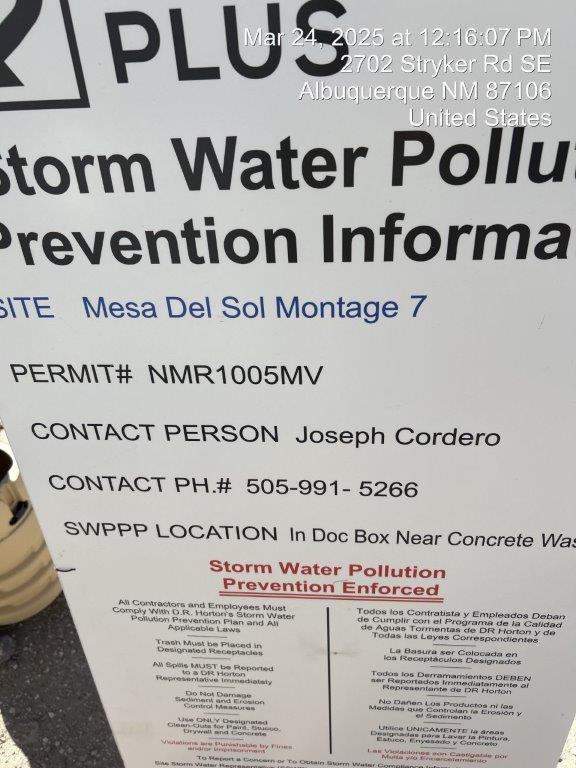 PLUS
Mar 24, 2025 at 12:16:07 PM
2702 Stryker Rd SE
Albuquerque NM 87106
United States
Storm Water Pollu
Prevention Informa
SITE Mesa Del Sol Montage 7
PERMIT# NMR1005MV
CONTACT PERSON Joseph Cordero
CONTACT PH.# 505-991- 5266
SWPPP LOCATION In Doc Box Near Concrete Was
Storm Water Pollution
Prevention Enforced
All Contractors and Employees Must
Comply With D.R. Horton's Storm Water
Pollution Prevention Plan and All
Applicable Laws
Trash Must be Placed in
Designated Receptacles
All Spills MUST be Reported
to a DR Horton
Representative Immediately
Do Not Damage
Sediment and Erosion
Control Measures
Use ONLY Designated
Clean-Outs for Paint, Stucco,
Drywall and Concrete
Violations are Punishable by Fines
and/or Imprisonment
Todos los Contratista y Empleados Deban
de Cumplir con el Programa de la Calidad
de Aguas Tormentas de DR Horton y de
Todas las Leyes Correspondientes
La Basura ser Colocada en
los Receptáculos Designados
Todos los Derramamientos DEBEN
ser Reportados Immediatamente al
Representante de DR Horton
No Dañen Los Productos ni las
Medidas que Controlan la Erosión y
el Sedimento
Utilice UNICAMENTE la áreas
Designadas para Lavar la Pintura,
Estuco, Enyesado y Concreto
Las Violaciones son Castigable por
Multa y/o Encarcelamiento
To Report a Concern or To Obtain Storm Water Compliance Inform